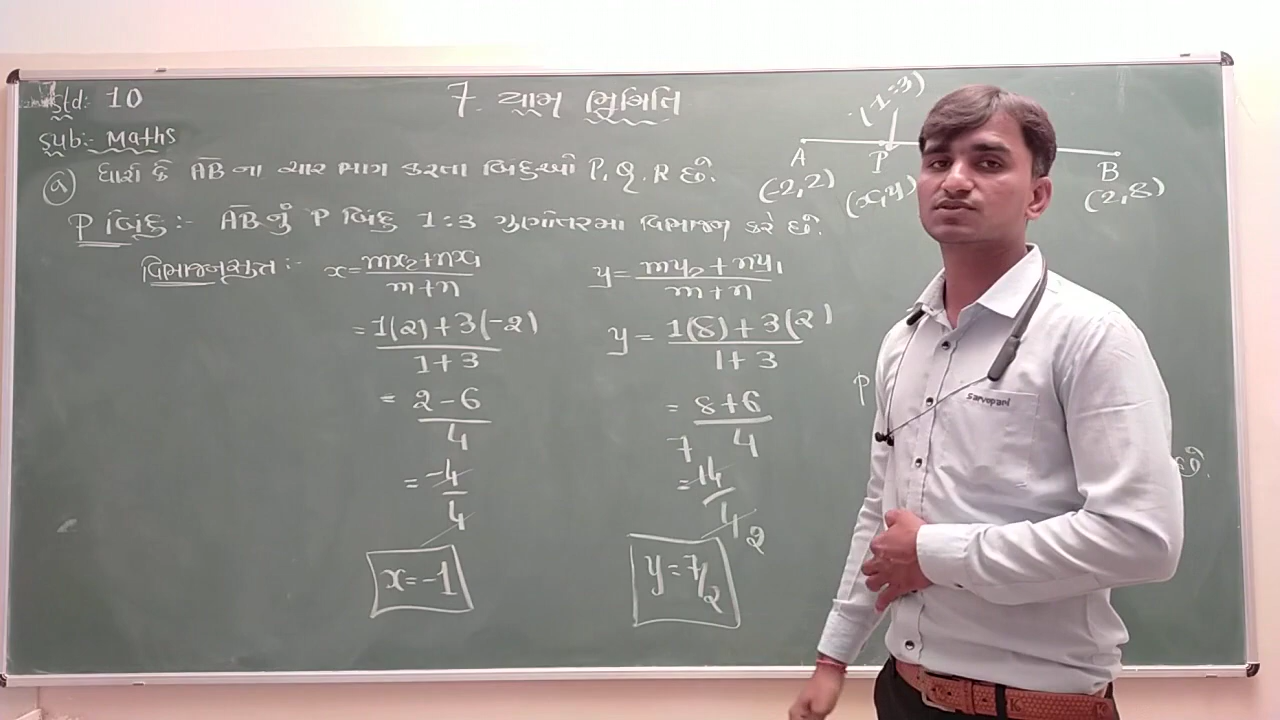 Std:- 10
7. યામ ભૂમિતિ
Sub:- Maths
(1:3)
A P B
(-2,2) (x,y) (2,8)
(a) ધારો કે AB ના ચાર ભાગ કરતા બિંદુઓ P, Q, R છે.
P બિંદુ :- AB નું P બિંદુ 1:3 ગુણોતરમા વિભાજન કરે છે.
વિભાજનસુત્ર :- x = mx₂+nx₁ / m+n
y = my₂+ny₁ / m+n
= 1(2)+3(-2) / 1+3
y = 1(8)+3(2) / 1+3
= 2-6 / 4
= 8+6 / 4
= -4 / 4
= 14 / 4
7
2
x=-1
y=7/2
P
છે.
Sarvopari